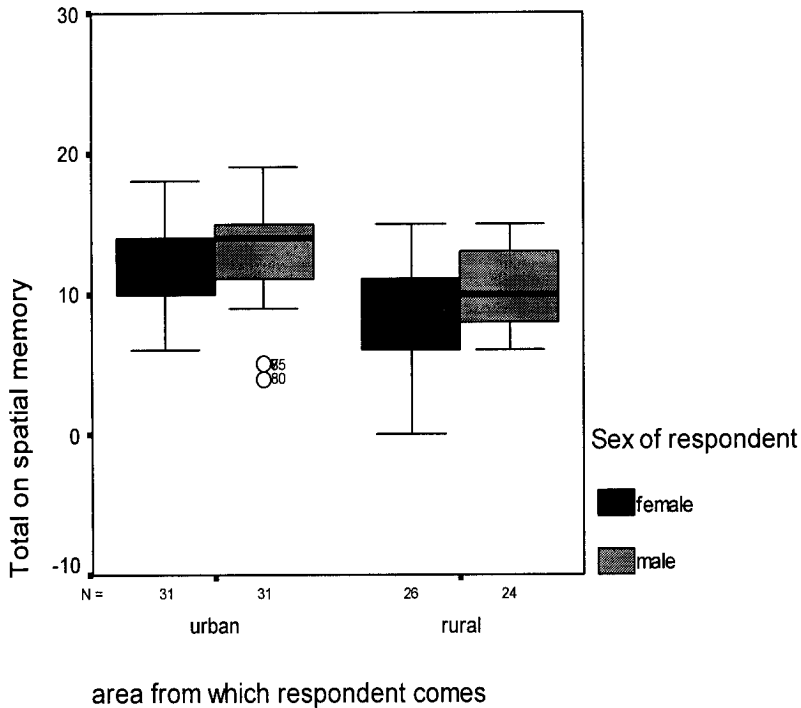 Total on spatial memory
30
20
10
0
-10
80
N = 31 31 26 24
urban rural
area from which respondent comes
Sex of respondent
female
male